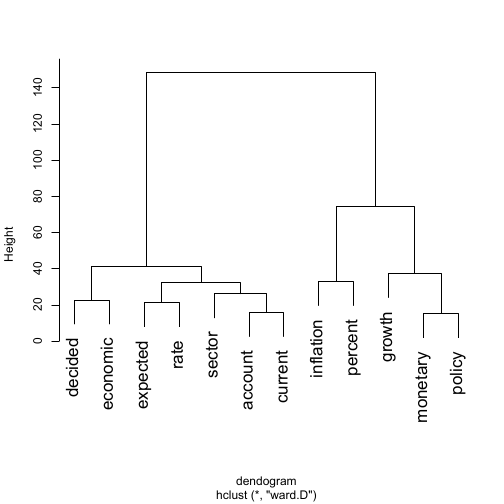 140
120
100
80
60
40
20
0
Height
decided
economic
expected
rate
sector
account
current
inflation
percent
growth
monetary
policy
dendogram
hclust (*, "ward.D")